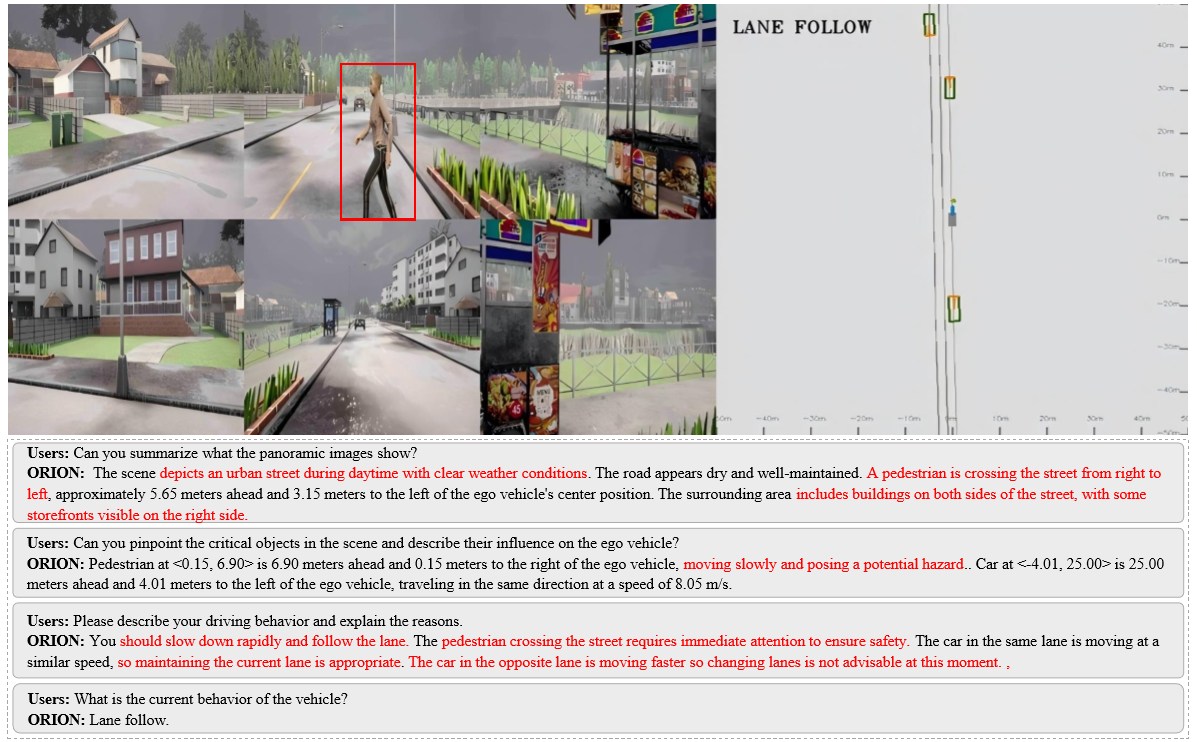 LANE FOLLOW
40m
30m
20m
10m
0m
-10m
-20m
-30m
-40m
-40m
-30m
-20m
-10m
0m
10m
20m
30m
40m
45
MENU
Users: Can you summarize what the panoramic images show?
ORION: The scene depicts an urban street during daytime with clear weather conditions. The road appears dry and well-maintained. A pedestrian is crossing the street from right to
left, approximately 5.65 meters ahead and 3.15 meters to the left of the ego vehicle's center position. The surrounding area includes buildings on both sides of the street, with some
storefronts visible on the right side.
Users: Can you pinpoint the critical objects in the scene and describe their influence on the ego vehicle?
ORION: Pedestrian at <0.15, 6.90> is 6.90 meters ahead and 0.15 meters to the right of the ego vehicle, moving slowly and posing a potential hazard.. Car at <-4.01, 25.00> is 25.00
meters ahead and 4.01 meters to the left of the ego vehicle, traveling in the same direction at a speed of 8.05 m/s.
Users: Please describe your driving behavior and explain the reasons.
ORION: You should slow down rapidly and follow the lane. The pedestrian crossing the street requires immediate attention to ensure safety. The car in the same lane is moving at a
similar speed, so maintaining the current lane is appropriate. The car in the opposite lane is moving faster so changing lanes is not advisable at this moment. ,
Users: What is the current behavior of the vehicle?
ORION: Lane follow.